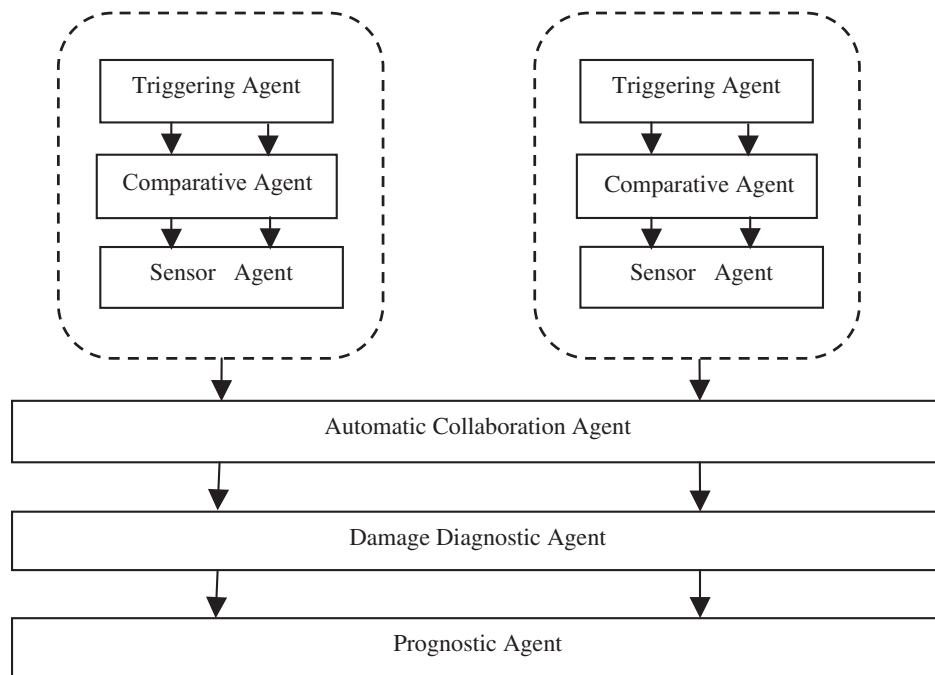 Triggering Agent
Comparative Agent
Sensor Agent
Triggering Agent
Comparative Agent
Sensor Agent
Automatic Collaboration Agent
Damage Diagnostic Agent
Prognostic Agent